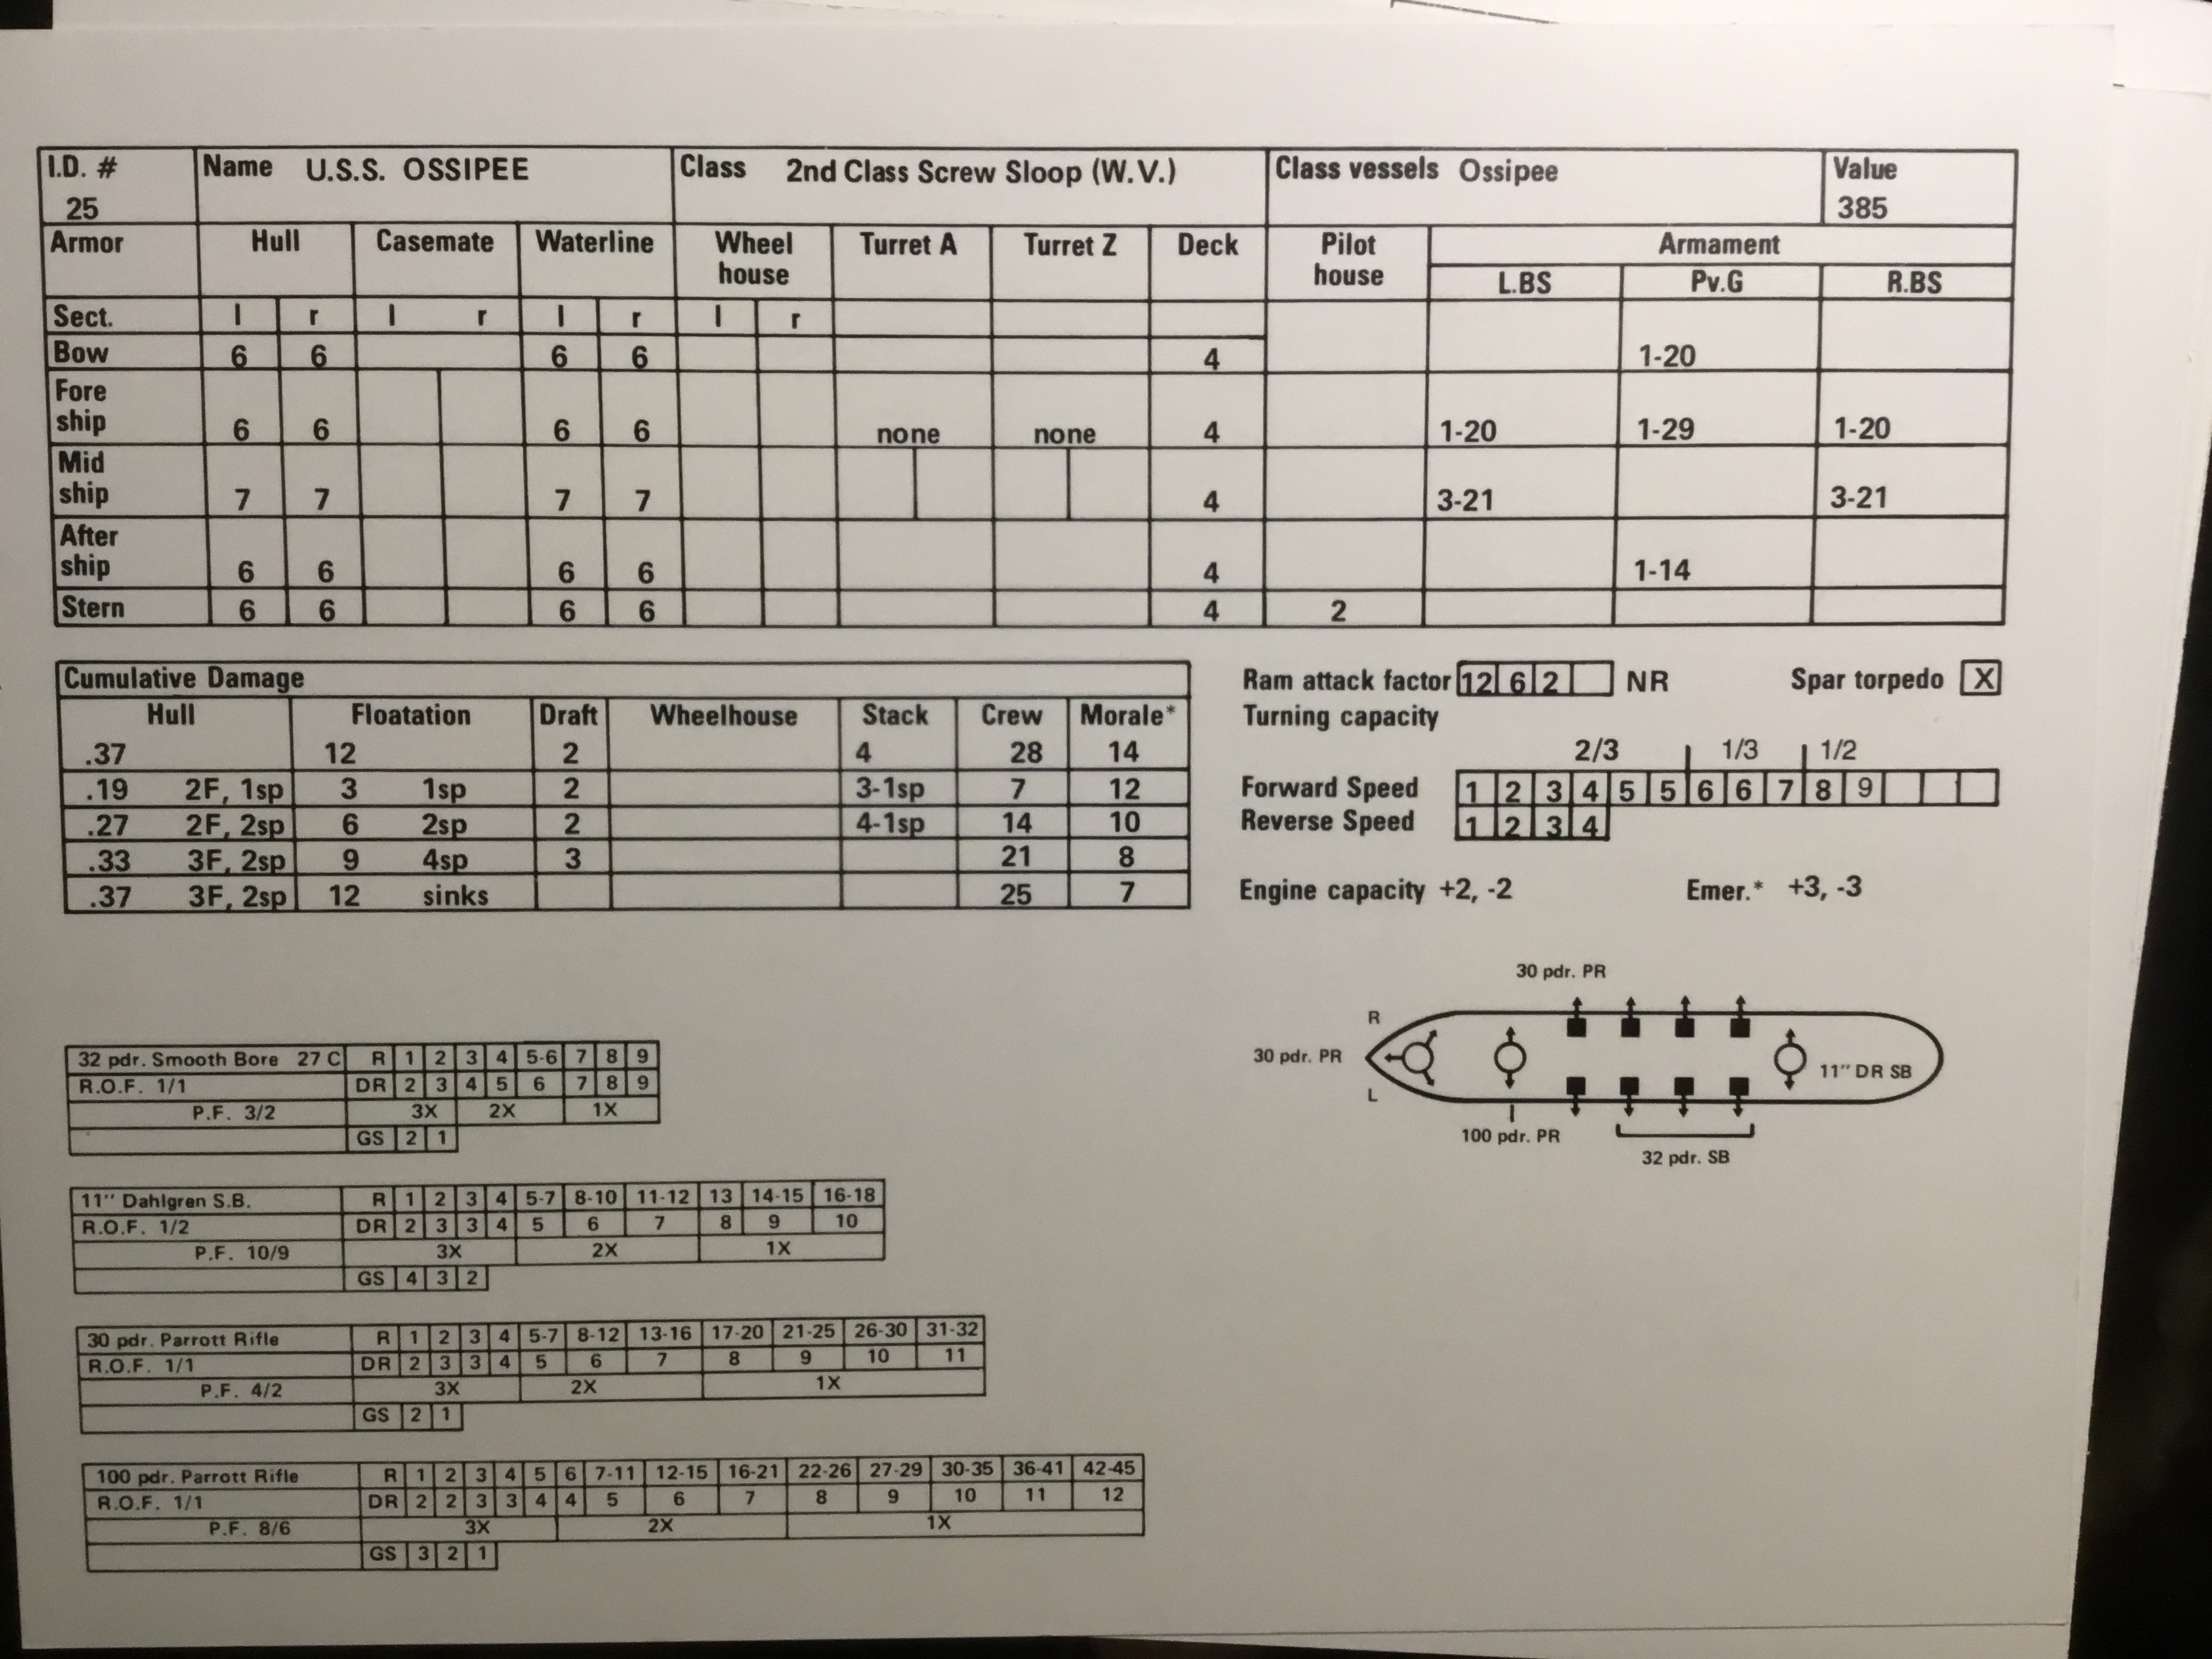 I.D. # Name U.S.S. OSSIPEE Class 2nd Class Screw Sloop (W.V.) Class vessels Ossipee Value
25 385
Armor Hull Casemate Waterline Wheel house Turret A Turret Z Deck Pilot house Armament
L.BS Pv.G R.BS
Sect. l r l r l r l r
Bow 6 6 6 6 4 1-20
Fore ship 6 6 6 6 none none 4 1-20 1-29 1-20
Mid ship 7 7 7 7 4 3-21 3-21
After ship 6 6 6 6 4 1-14
Stern 6 6 6 6 4 2
Cumulative Damage
Hull Floatation Draft Wheelhouse Stack Crew Morale*
.37 12 2 4 28 14
.19 2F, 1sp 3 1sp 2 3-1sp 7 12
.27 2F, 2sp 6 2sp 2 4-1sp 14 10
.33 3F, 2sp 9 4sp 3 21 8
.37 3F, 2sp 12 sinks 25 7
Ram attack factor 12 6 2 NR Spar torpedo X
Turning capacity
2/3 1/3 1/2
Forward Speed 1 2 3 4 5 5 6 6 7 8 9
Reverse Speed 1 2 3 4
Engine capacity +2, -2 Emer.* +3, -3
30 pdr. PR
R
30 pdr. PR
11" DR SB
L
100 pdr. PR
32 pdr. SB
32 pdr. Smooth Bore 27 C R 1 2 3 4 5-6 7 8 9
R.O.F. 1/1 DR 2 3 4 5 6 7 8 9
P.F. 3/2 3X 2X 1X
GS 2 1
11" Dahlgren S.B. R 1 2 3 4 5-7 8-10 11-12 13 14-15 16-18
R.O.F. 1/2 DR 2 3 3 4 5 6 7 8 9 10
P.F. 10/9 3X 2X 1X
GS 4 3 2
30 pdr. Parrott Rifle R 1 2 3 4 5-7 8-12 13-16 17-20 21-25 26-30 31-32
R.O.F. 1/1 DR 2 3 3 4 5 6 7 8 9 10 11
P.F. 4/2 3X 2X 1X
GS 2 1
100 pdr. Parrott Rifle R 1 2 3 4 5 6 7-11 12-15 16-21 22-26 27-29 30-35 36-41 42-45
R.O.F. 1/1 DR 2 2 3 3 4 4 5 6 7 8 9 10 11 12
P.F. 8/6 3X 2X 1X
GS 3 2 1